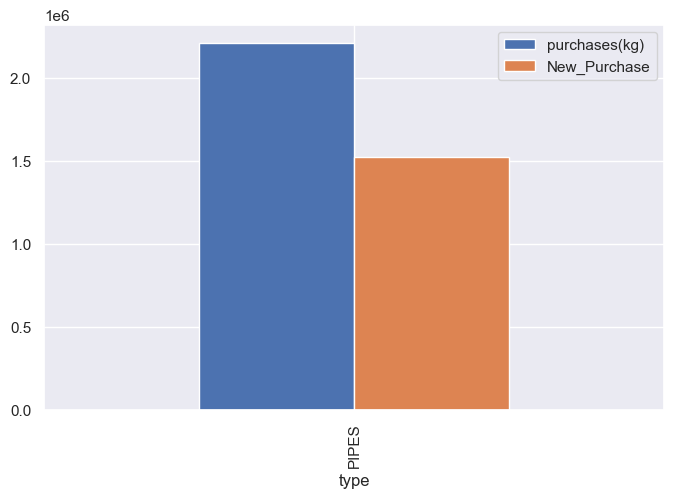 1e6
purchases(kg)
New_Purchase
2.0
1.5
1.0
0.5
0.0
PIPES
type